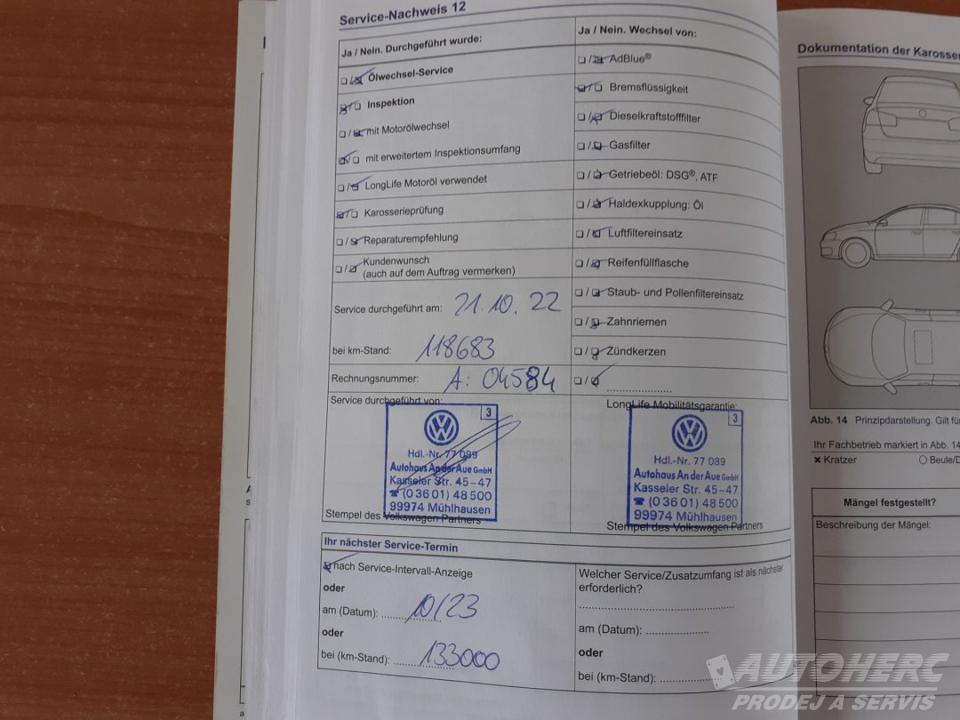 Service-Nachweis 12
Ja / Nein. Durchgeführt wurde:
Ölwechsel-Service
Inspektion
mit Motorölwechsel
mit erweitertem Inspektionsumfang
LongLife Motoröl verwendet
Karosserieprüfung
Reparaturempfehlung
Kundenwunsch
(auch auf dem Auftrag vermerken)
Service durchgeführt am: 21.10.22
bei km-Stand: 118683
Rechnungsnummer: A: 04584
Service durchgeführt von:
3
Hdl.-Nr. 77 089
Autohaus An der Aue GmbH
Kasseler Str. 45-47
☎ (0 36 01) 48 500
99974 Mühlhausen
Stempel des Volkswagen Partners
Ja / Nein. Wechsel von:
AdBlue®
Bremsflüssigkeit
Dieselkraftstofffilter
Gasfilter
Getriebeöl: DSG®, ATF
Haldexkupplung: Öl
Luftfiltereinsatz
Reifenfüllflasche
Staub- und Pollenfiltereinsatz
Zahnriemen
Zündkerzen
LongLife Mobilitätsgarantie:
3
Hdl.-Nr. 77 089
Autohaus An der Aue GmbH
Kasseler Str. 45-47
☎ (0 36 01) 48 500
99974 Mühlhausen
Stempel des Volkswagen Partners
Ihr nächster Service-Termin
nach Service-Intervall-Anzeige
oder
am (Datum): 10/23
oder
bei (km-Stand): 133000
Welcher Service/Zusatzumfang ist als nächster
erforderlich?
am (Datum):
oder
bei (km-Stand):
Dokumentation der Karosser
Abb. 14 Prinzipdarstellung. Gilt fü
Ihr Fachbetrieb markiert in Abb. 14
× Kratzer ○ Beule/D
Mängel festgestellt?
Beschreibung der Mängel:
AUTOHERC
PRODEJ A SERVIS